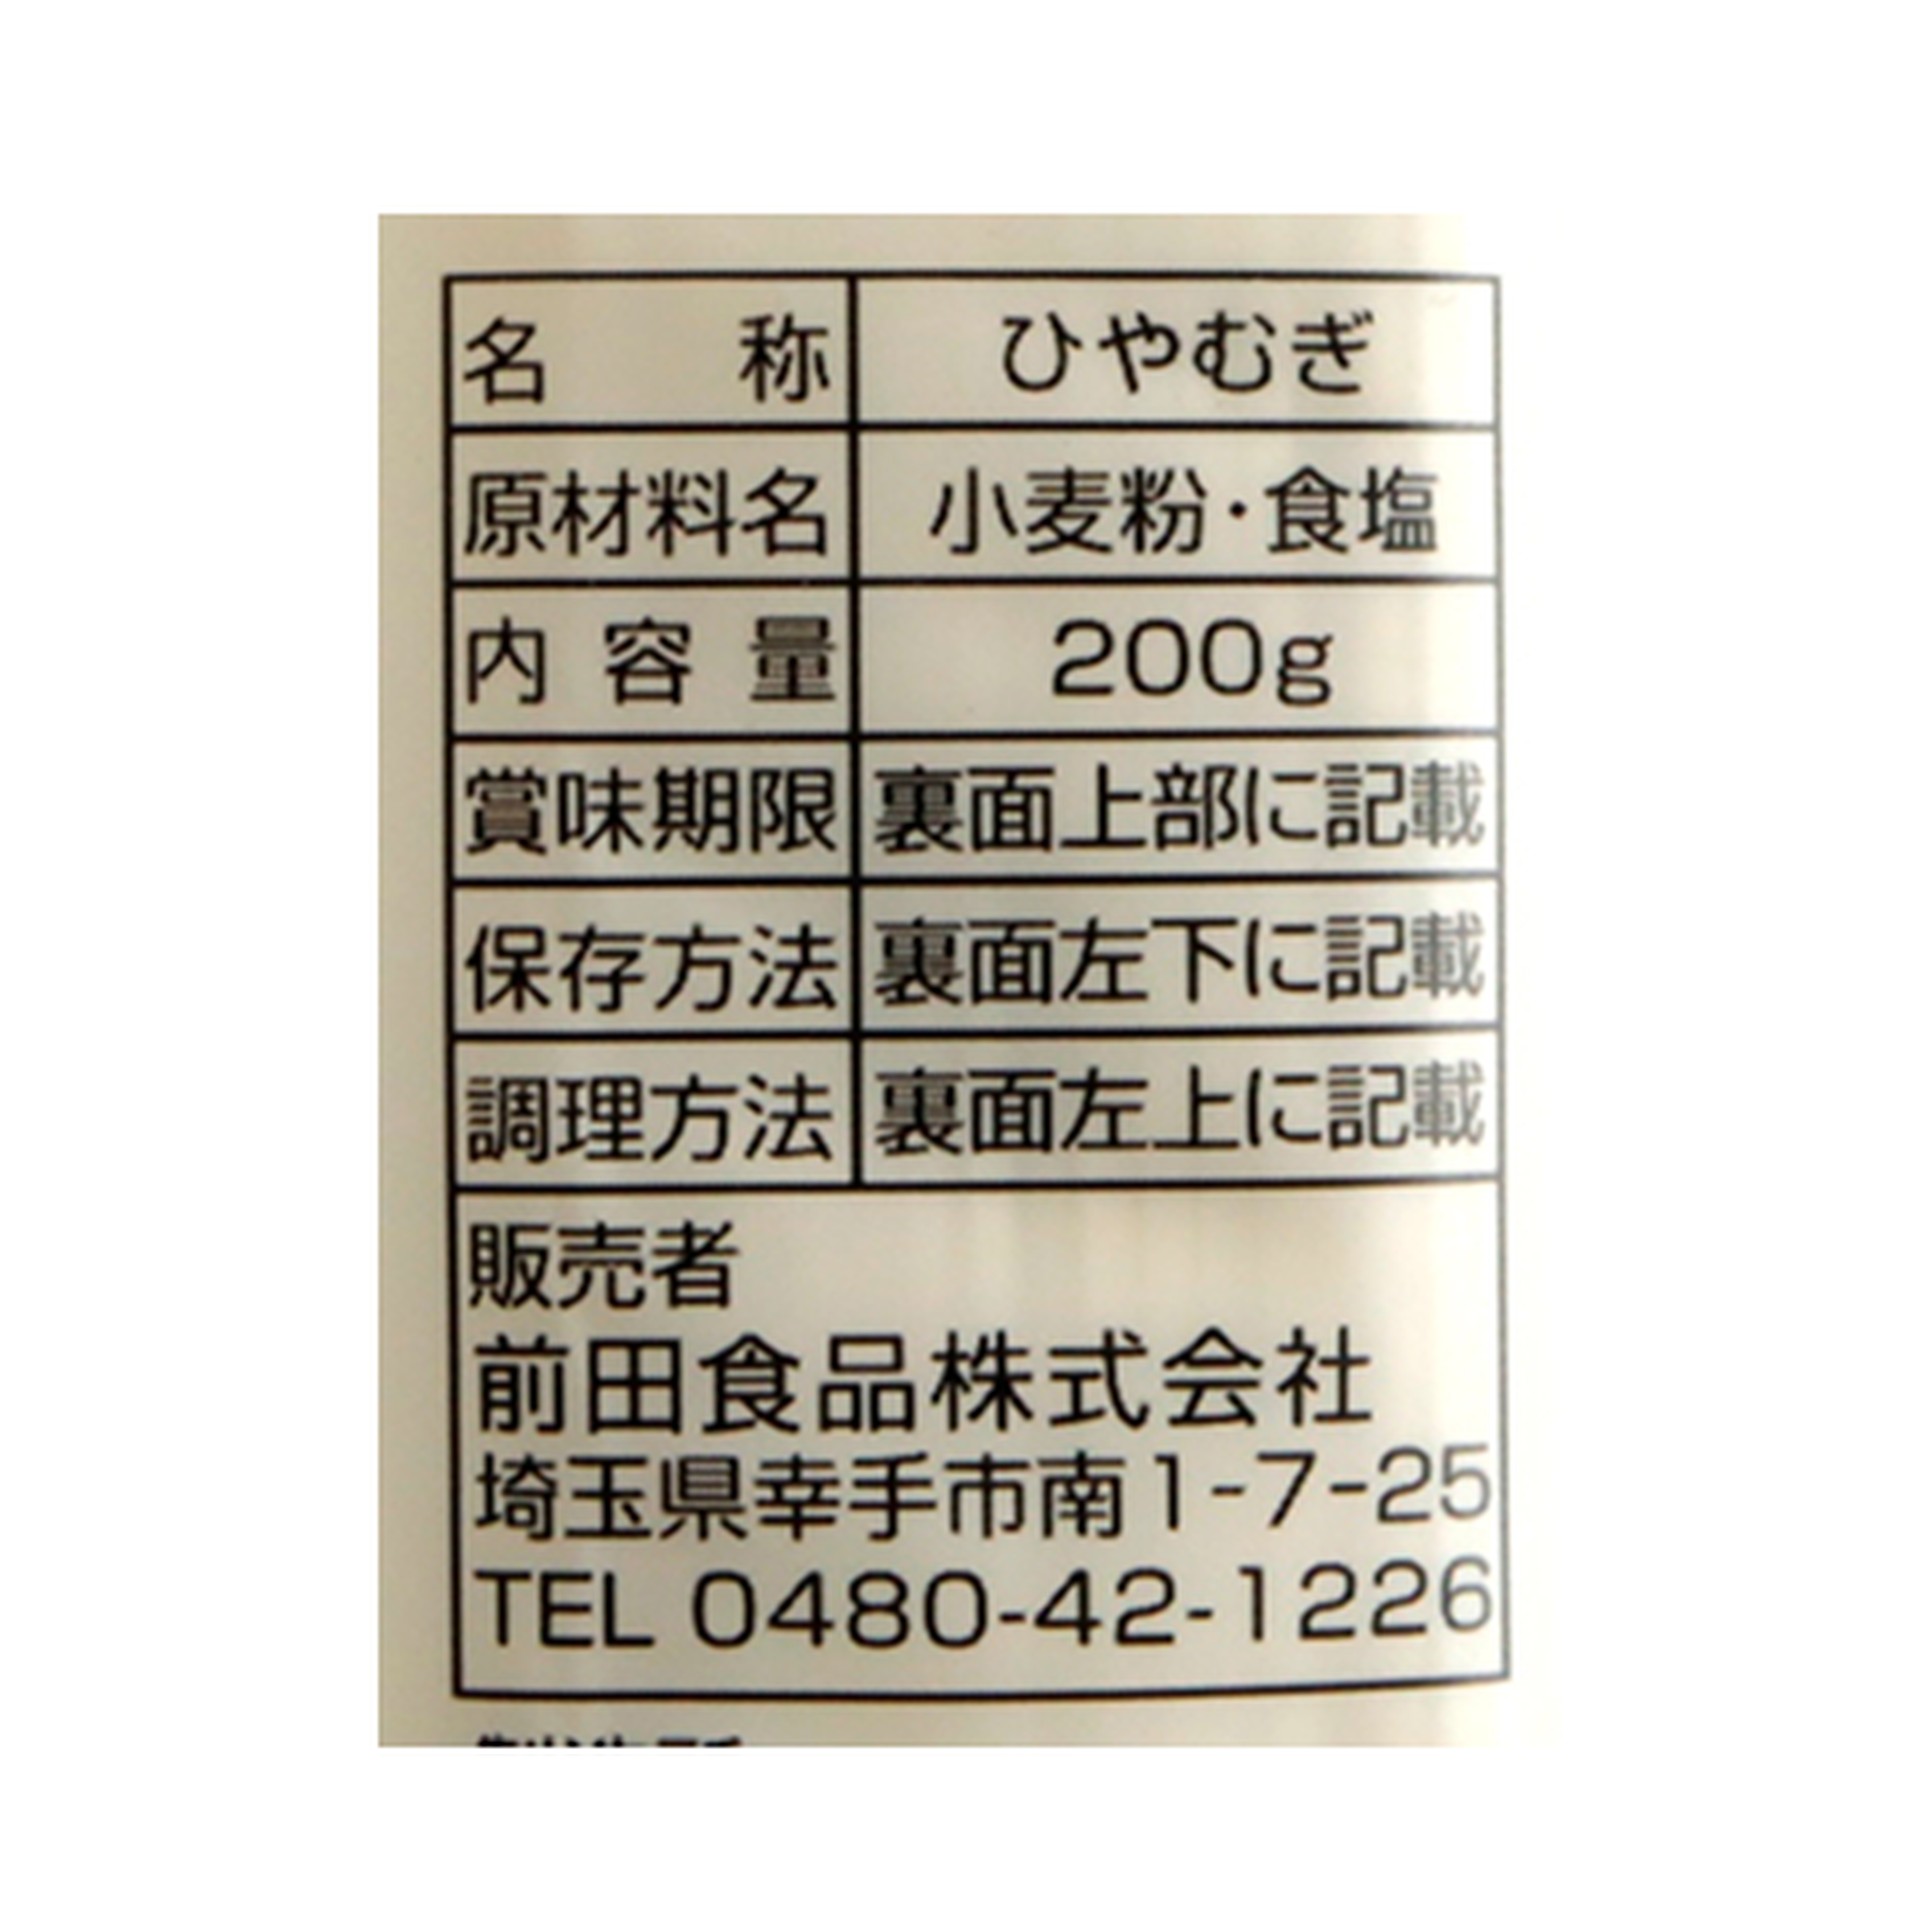 名称 ひやむぎ
原材料名 小麦粉・食塩
内容量 200g
賞味期限 裏面上部に記載
保存方法 裏面左下に記載
調理方法 裏面左上に記載
販売者
前田食品株式会社
埼玉県幸手市南1-7-25
TEL 0480-42-1226